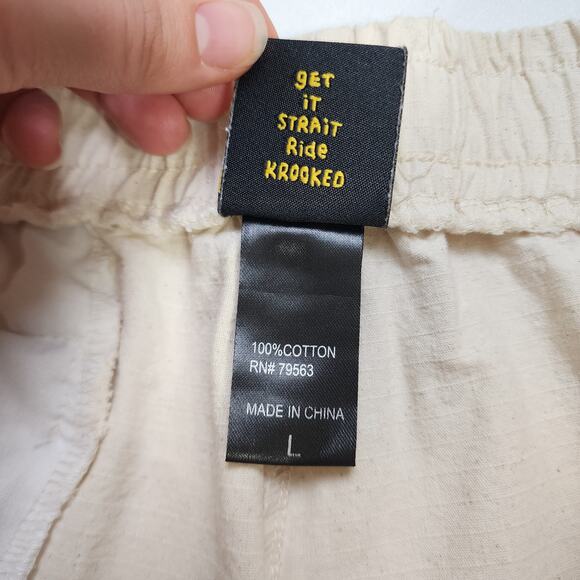 gET
iT
STRAiT
Ride
KROOKED
100%COTTON
RN# 79563
MADE IN CHINA
L